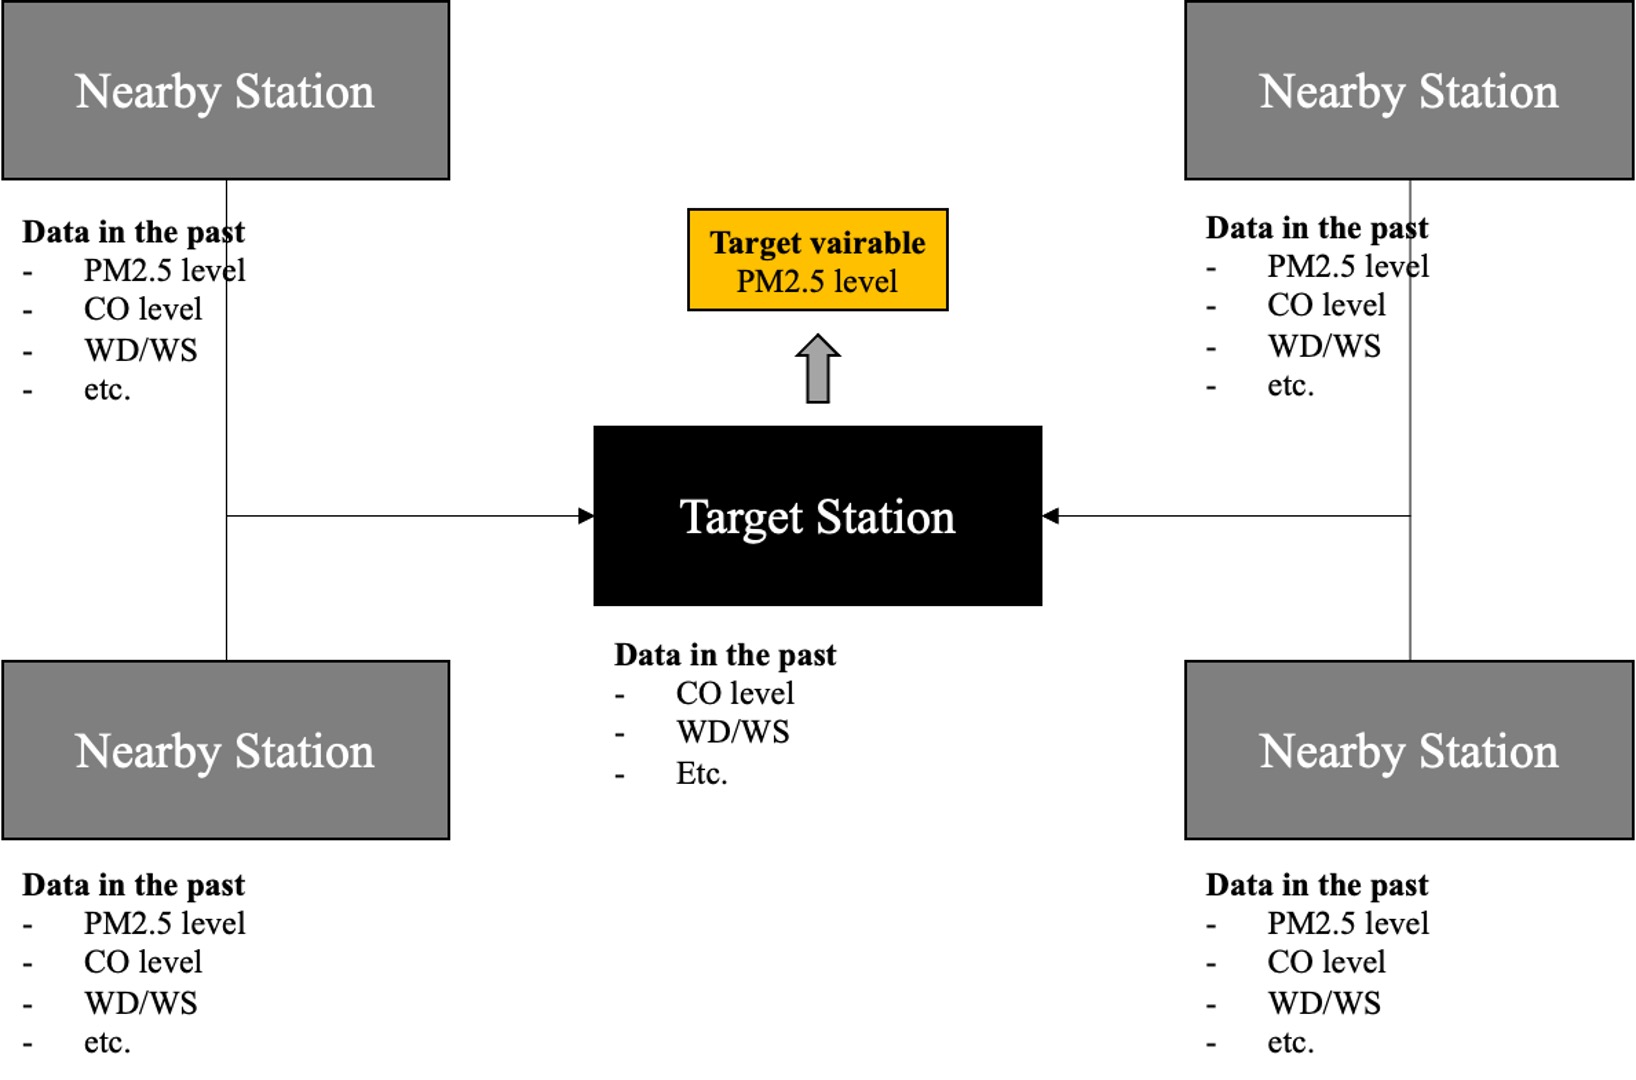 Nearby Station
Data in the past
- PM2.5 level
- CO level
- WD/WS
- etc.
Nearby Station
Data in the past
- PM2.5 level
- CO level
- WD/WS
- etc.
Target vairable
PM2.5 level
Target Station
Data in the past
- CO level
- WD/WS
- Etc.
Nearby Station
Data in the past
- PM2.5 level
- CO level
- WD/WS
- etc.
Nearby Station
Data in the past
- PM2.5 level
- CO level
- WD/WS
- etc.